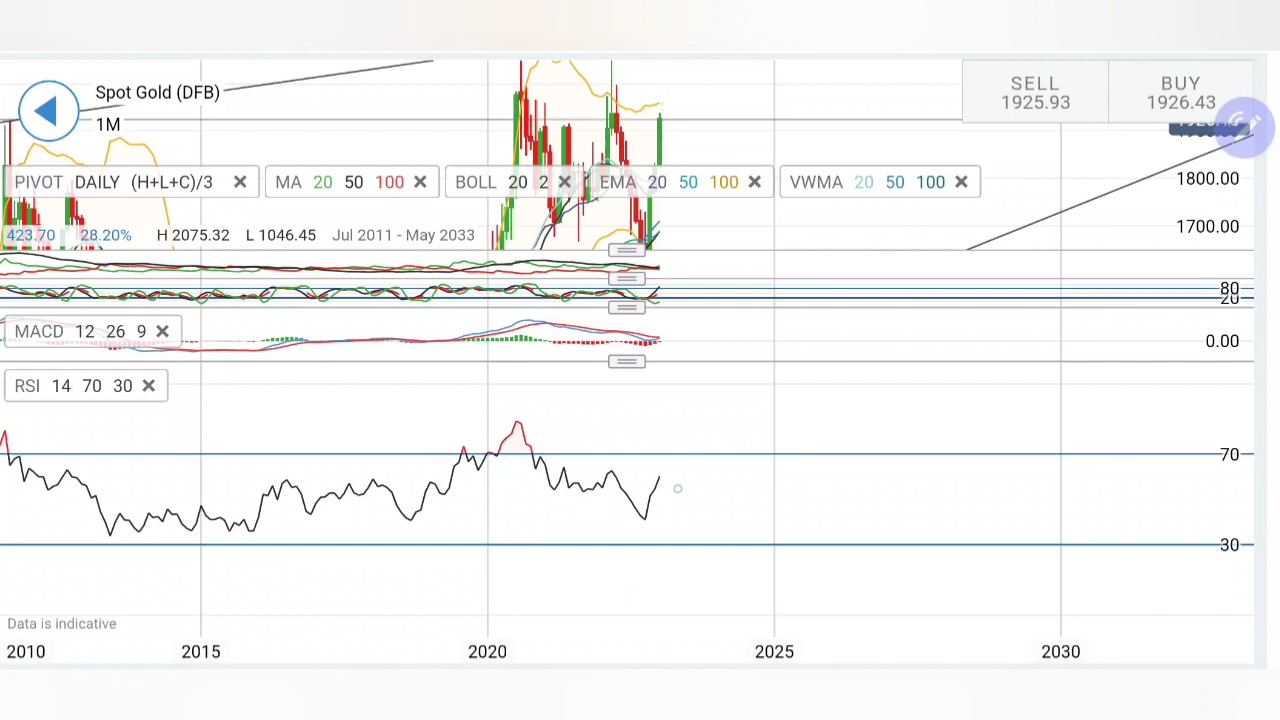 Spot Gold (DFB)
SELL BUY
1925.93 1926.43
1M
PIVOT DAILY (H+L+C)/3 MA 20 50 100 BOLL 20 2 EMA 20 50 100 VWMA 20 50 100
1800.00
423.70 28.20% H 2075.32 L 1046.45 Jul 2011 - May 2033
1700.00
80
20
MACD 12 26 9
0.00
RSI 14 70 30
70
30
Data is indicative
2010 2015 2020 2025 2030